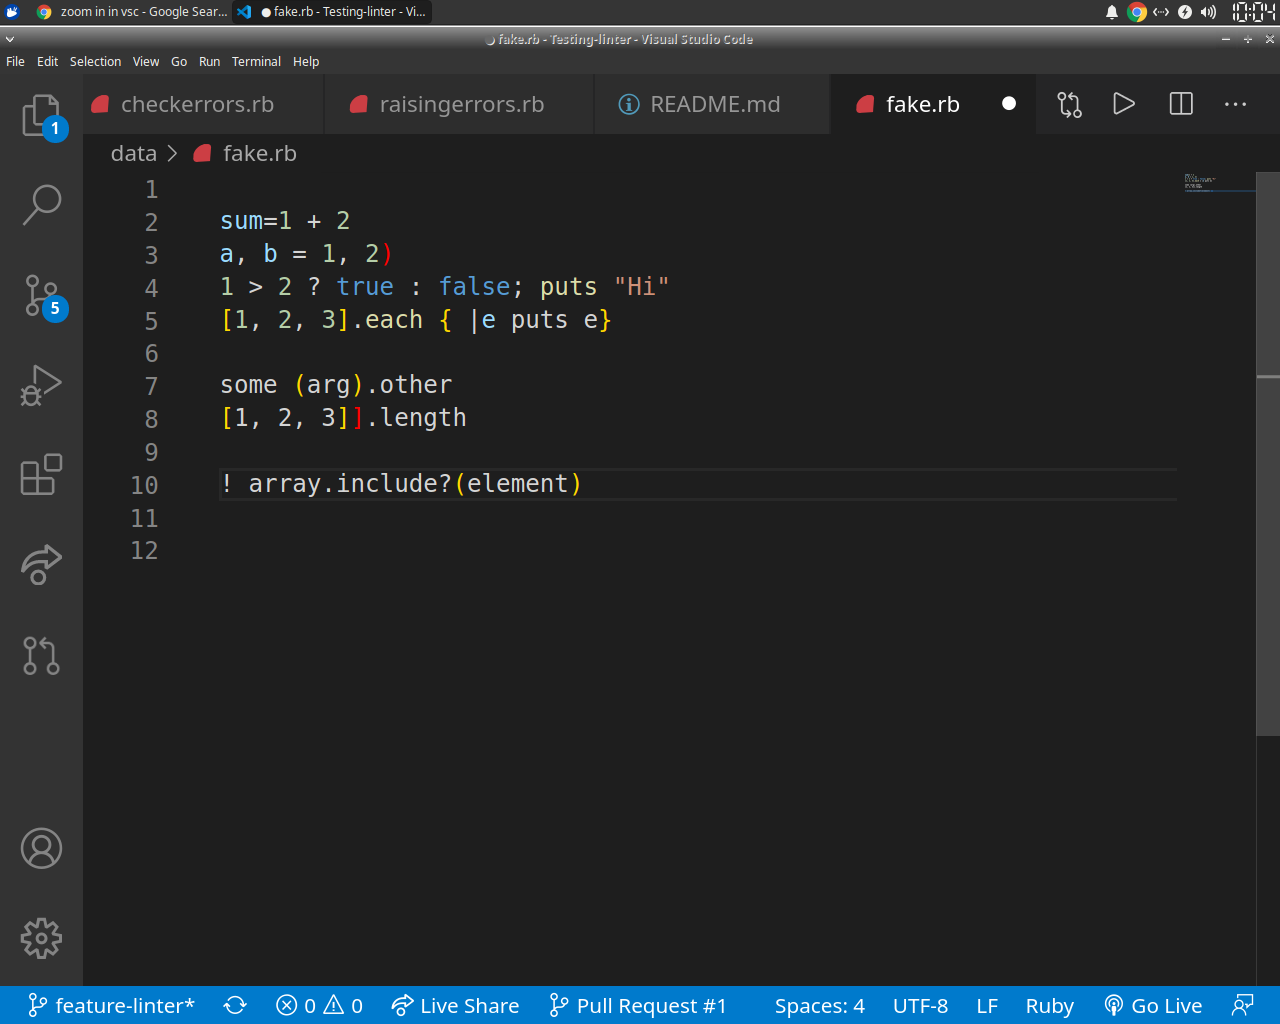 zoom in in vsc - Google Sear...
fake.rb - Testing-linter - Vi...
10:04
fake.rb - Testing-linter - Visual Studio Code
File Edit Selection View Go Run Terminal Help
checkerrors.rb
raisingerrors.rb
README.md
fake.rb
data > fake.rb
1
2 sum=1 + 2
3 a, b = 1, 2)
4 1 > 2 ? true : false; puts "Hi"
5 [1, 2, 3].each { |e puts e}
6
7 some (arg).other
8 [1, 2, 3]].length
9
10 ! array.include?(element)
11
12
1
5
feature-linter* 0 0 Live Share Pull Request #1 Spaces: 4 UTF-8 LF Ruby Go Live